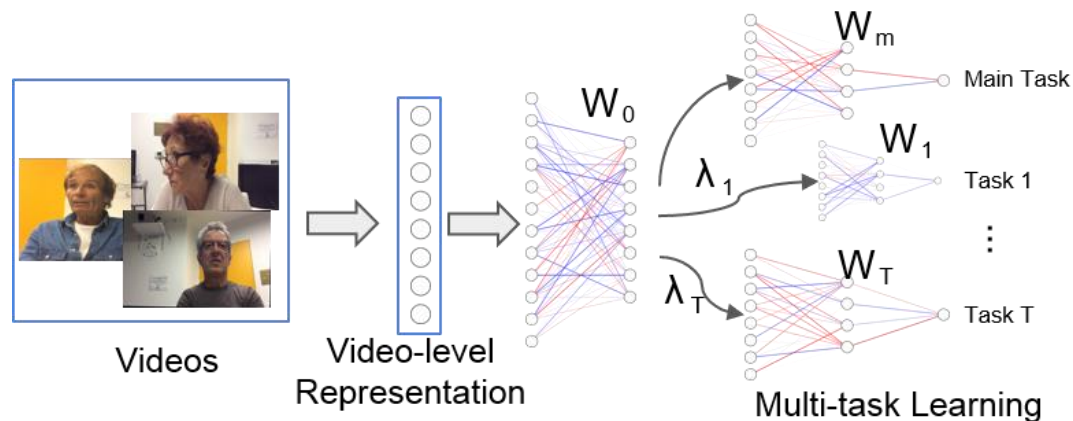 Videos
Video-level
Representation
W0
λ1
λT
Wm
Main Task
W1
Task 1
⋮
WT
Task T
Multi-task Learning